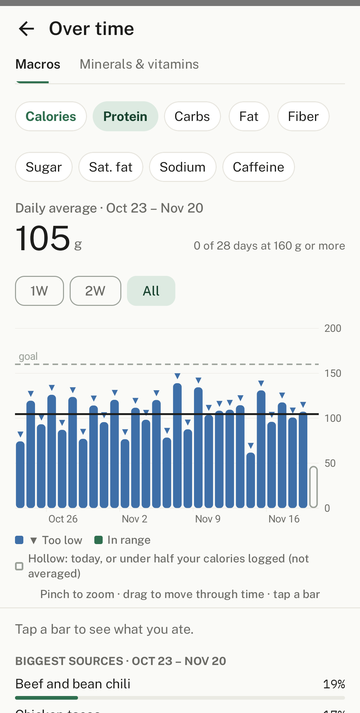 Over time
Macros Minerals & vitamins
Calories Protein Carbs Fat Fiber
Sugar Sat. fat Sodium Caffeine
Daily average · Oct 23 – Nov 20
105 g 0 of 28 days at 160 g or more
1W 2W All
200
goal
150
100
50
0
Oct 26 Nov 2 Nov 9 Nov 16
▼ Too low In range
Hollow: today, or under half your calories logged (not
averaged)
Pinch to zoom · drag to move through time · tap a bar
Tap a bar to see what you ate.
BIGGEST SOURCES · OCT 23 – NOV 20
Beef and bean chili 19%